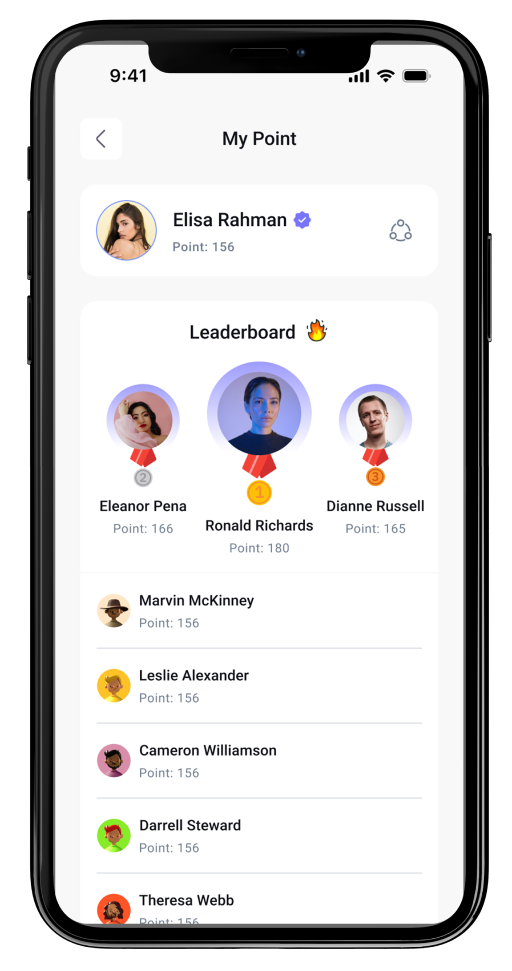 9:41
My Point
Elisa Rahman
Point: 156
Leaderboard
2
1
3
Eleanor Pena
Point: 166
Ronald Richards
Point: 180
Dianne Russell
Point: 165
Marvin McKinney
Point: 156
Leslie Alexander
Point: 156
Cameron Williamson
Point: 156
Darrell Steward
Point: 156
Theresa Webb
Point: 156